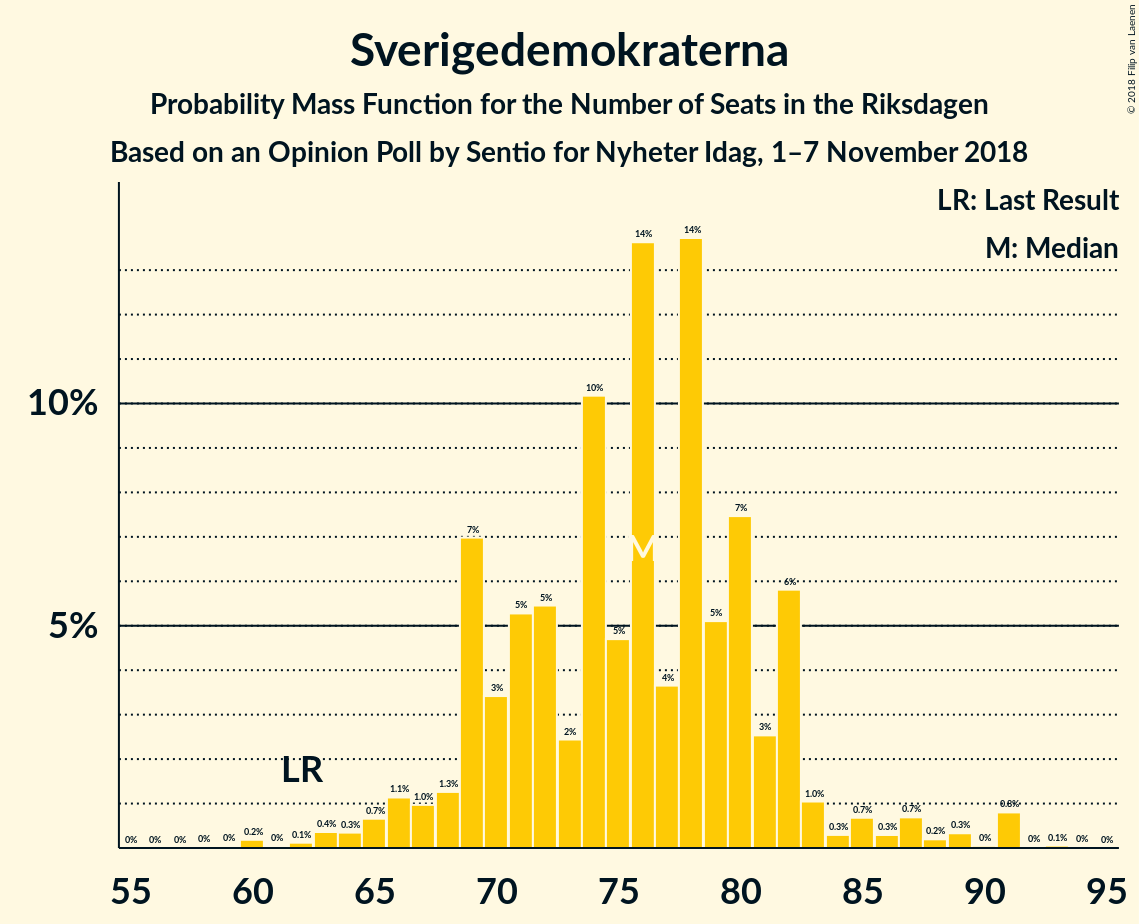 Sverigedemokraterna
Probability Mass Function for the Number of Seats in the Riksdagen
Based on an Opinion Poll by Sentio for Nyheter Idag, 1–7 November 2018
© 2018 Filip van Laenen
LR: Last Result
M: Median
10%
5%
0% 0% 0% 0% 0% 0.2% 0% 0.1% 0.4% 0.3% 0.7% 1.1% 1.0% 1.3% 7% 3% 5% 5% 2% 10% 5% 14% 4% 14% 5% 7% 3% 6% 1.0% 0.3% 0.7% 0.3% 0.7% 0.2% 0.3% 0% 0.8% 0% 0.1% 0% 0%
LR
M
55 60 65 70 75 80 85 90 95